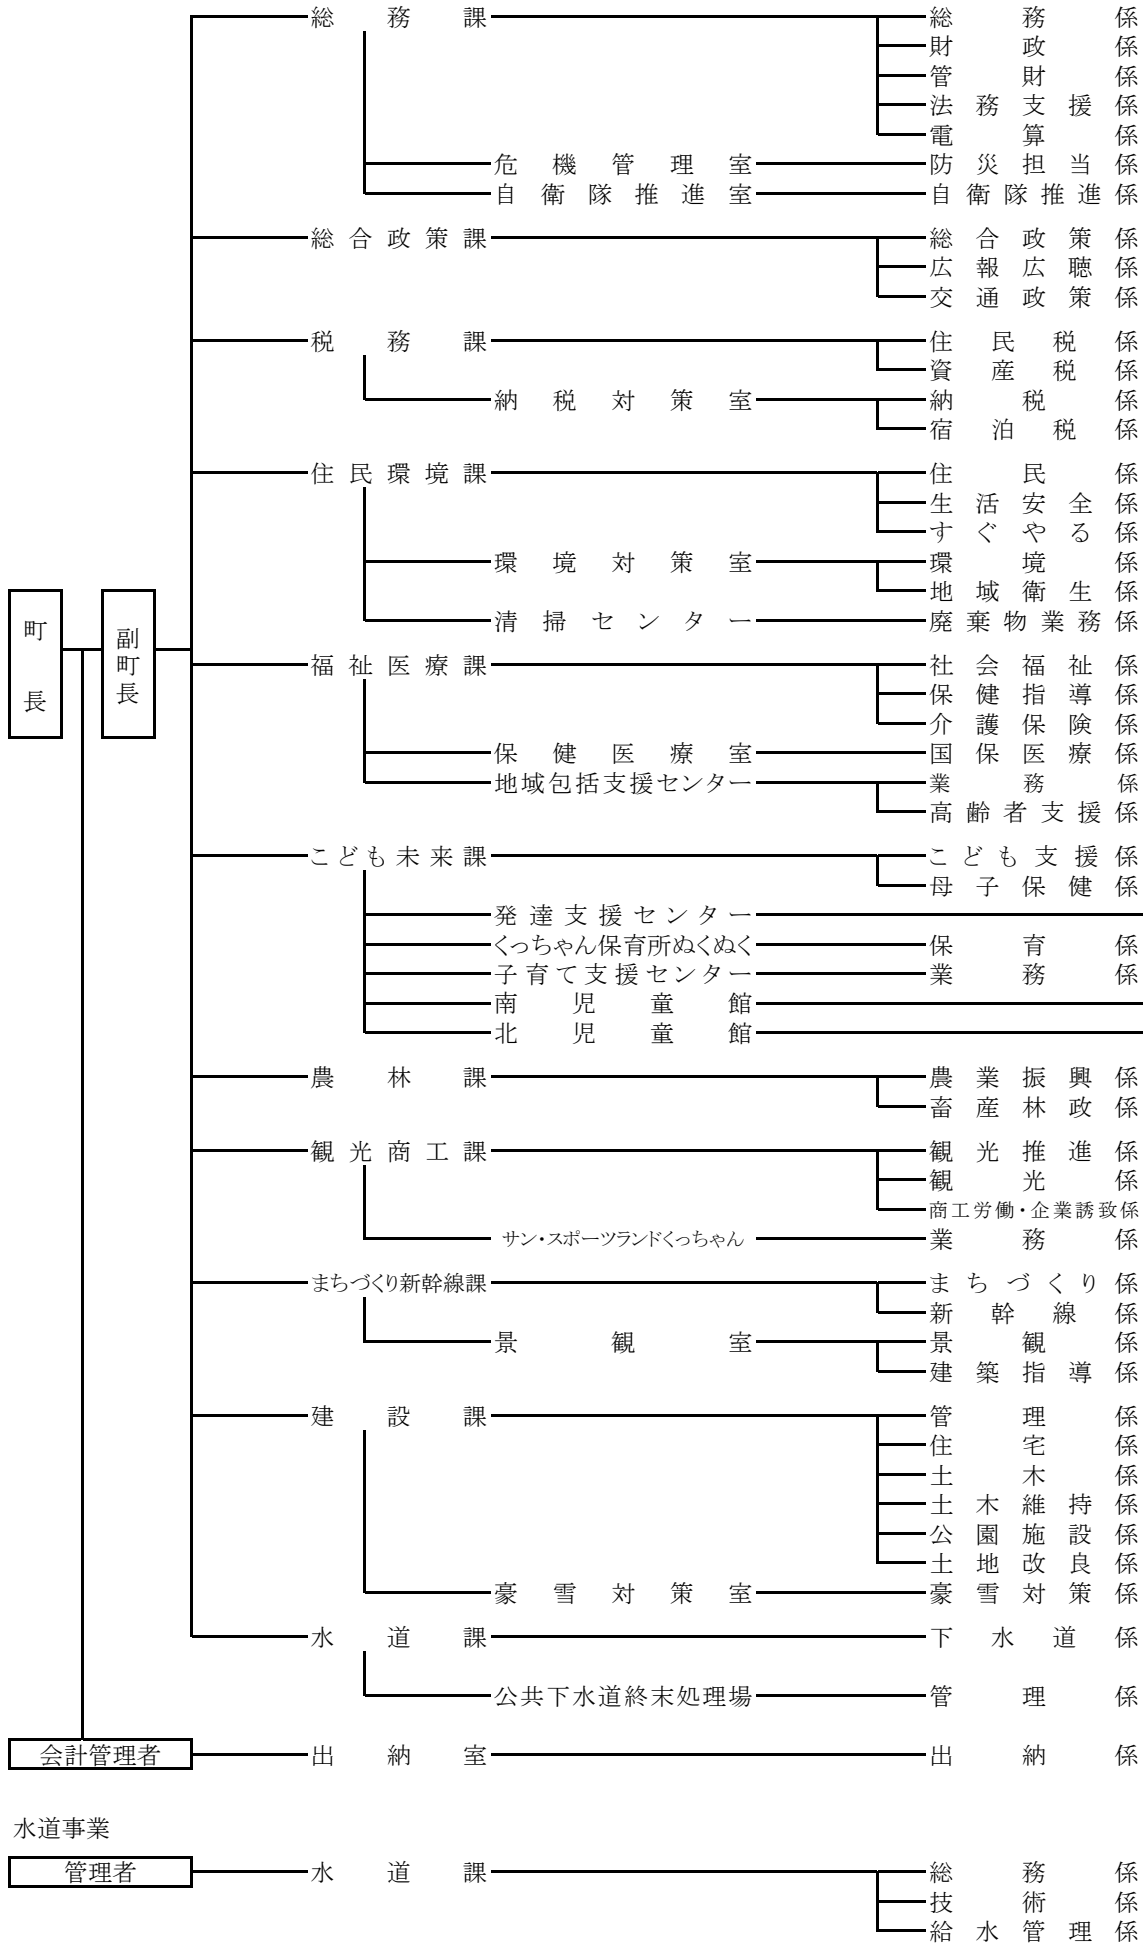 総務課 総務係
財政係
管財係
法務支援係
電算係
危機管理室 防災担当係
自衛隊推進室 自衛隊推進係
総合政策課 総合政策係
広報広聴係
交通政策係
税務課 住民税係
資産税係
納税対策室 納税係
宿泊税係
住民環境課 住民係
生活安全係
すぐやる係
環境対策室 環境係
地域衛生係
清掃センター 廃棄物業務係
町長
副町長
福祉医療課 社会福祉係
保健指導係
介護保険係
保健医療室 国保医療係
地域包括支援センター 業務係
高齢者支援係
こども未来課 こども支援係
母子保健係
発達支援センター
くっちゃん保育所ぬくぬく 保育係
子育て支援センター 業務係
南児童館
北児童館
農林課 農業振興係
畜産林政係
観光商工課 観光推進係
観光係
商工労働・企業誘致係
サン・スポーツランドくっちゃん 業務係
まちづくり新幹線課 まちづくり係
新幹線係
景観室 景観係
建築指導係
建設課 管理係
住宅係
土木係
土木維持係
公園施設係
土地改良係
豪雪対策室 豪雪対策係
水道課 下水道係
公共下水道終末処理場 管理係
会計管理者 出納室 出納係
水道事業
管理者 水道課 総務係
技術係
給水管理係